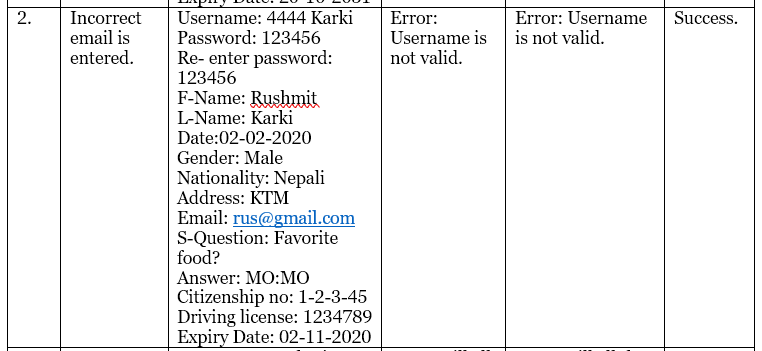 2.
Incorrect
email is
entered.
Username: 4444 Karki
Password: 123456
Re- enter password:
123456
F-Name: Rushmit
L-Name: Karki
Date:02-02-2020
Gender: Male
Nationality: Nepali
Address: KTM
Email: rus@gmail.com
S-Question: Favorite
food?
Answer: MO:MO
Citizenship no: 1-2-3-45
Driving license: 1234789
Expiry Date: 02-11-2020
Error:
Username is
not valid.
Error: Username
is not valid.
Success.